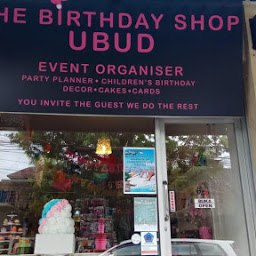 THE BIRTHDAY SHOP
UBUD
EVENT ORGANISER
PARTY PLANNER • CHILDREN'S BIRTHDAY
DECOR • CAKES • CARDS
YOU INVITE THE GUEST WE DO THE REST
BUKA
OPEN